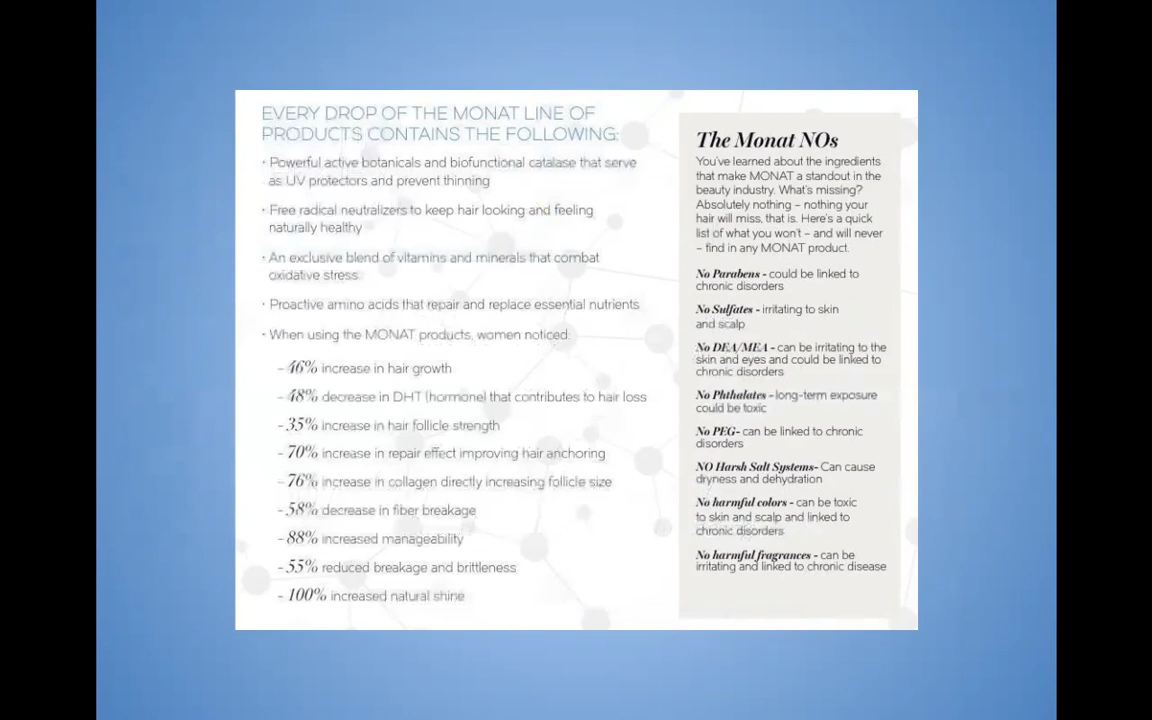 EVERY DROP OF THE MONAT LINE OF
PRODUCTS CONTAINS THE FOLLOWING:
• Powerful active botanicals and biofunctional catalase that serve
as UV protectors and prevent thinning
• Free radical neutralizers to keep hair looking and feeling
naturally healthy
• An exclusive blend of vitamins and minerals that combat
oxidative stress
• Proactive amino acids that repair and replace essential nutrients
• When using the MONAT products, women noticed:
- 46% increase in hair growth
- 48% decrease in DHT (hormone) that contributes to hair loss
- 35% increase in hair follicle strength
- 70% increase in repair effect improving hair anchoring
- 76% increase in collagen directly increasing follicle size
- 58% decrease in fiber breakage
- 88% increased manageability
- 55% reduced breakage and brittleness
- 100% increased natural shine
The Monat NOs
You've learned about the ingredients
that make MONAT a standout in the
beauty industry. What's missing?
Absolutely nothing – nothing your
hair will miss, that is. Here's a quick
list of what you won't – and will never
– find in any MONAT product.
No Parabens - could be linked to
chronic disorders
No Sulfates - irritating to skin
and scalp
No DEA/MEA - can be irritating to the
skin and eyes and could be linked to
chronic disorders
No Phthalates - long-term exposure
could be toxic
No PEG- can be linked to chronic
disorders
NO Harsh Salt Systems- Can cause
dryness and dehydration
No harmful colors - can be toxic
to skin and scalp and linked to
chronic disorders
No harmful fragrances - can be
irritating and linked to chronic disease